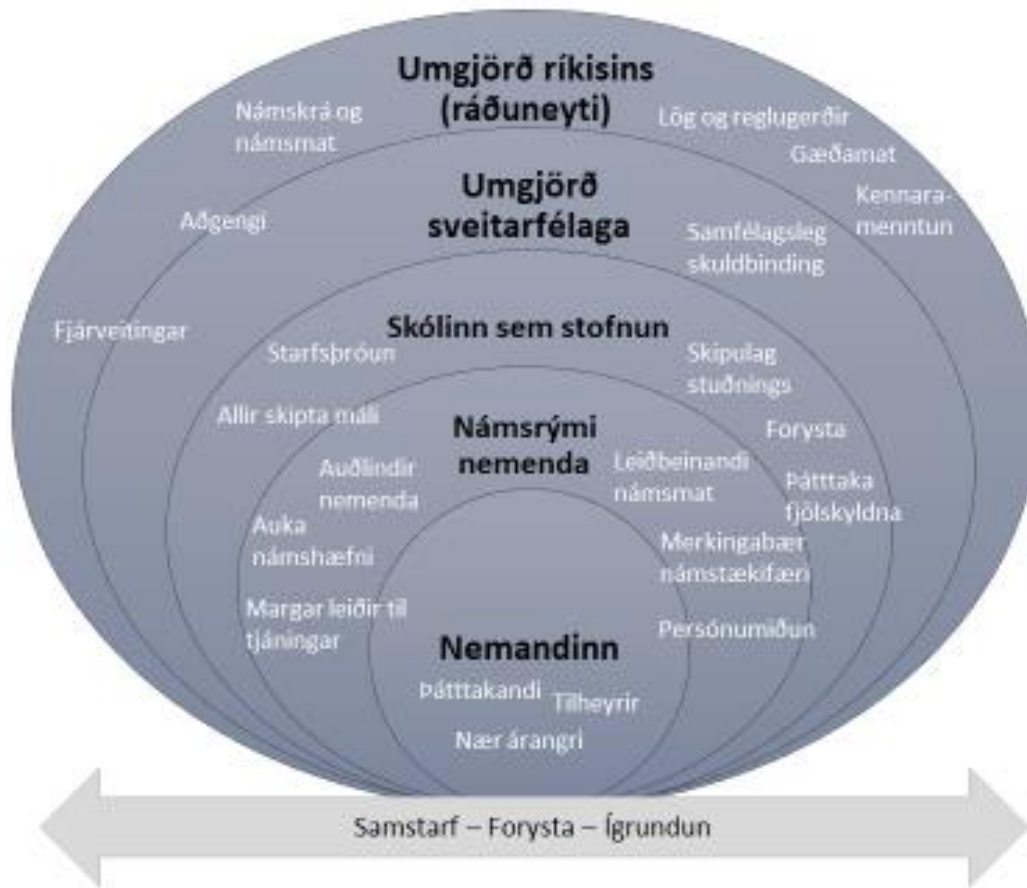 Umgjörð ríkisins
(ráðuneyti)
Námskrá og
námsmat
Lög og reglugerðir
Gæðamat
Kennara-
menntun
Umgjörð
sveitarfélaga
Aðgengi
Samfélagsleg
skuldbinding
Fjárveitingar
Skólinn sem stofnun
Starfsþróun
Skipulag
stuðnings
Allir skipta máli
Forysta
Þátttaka
fjölskyldna
Námsrými
nemenda
Auðlindir
nemenda
Leiðbeinandi
námsmat
Auka
námshæfni
Merkingabær
námstækifæri
Margar leiðir til
tjáningar
Persónumiðun
Nemandinn
Þátttakandi
Tilheyrir
Nær árangri
Samstarf – Forysta – Ígrundun